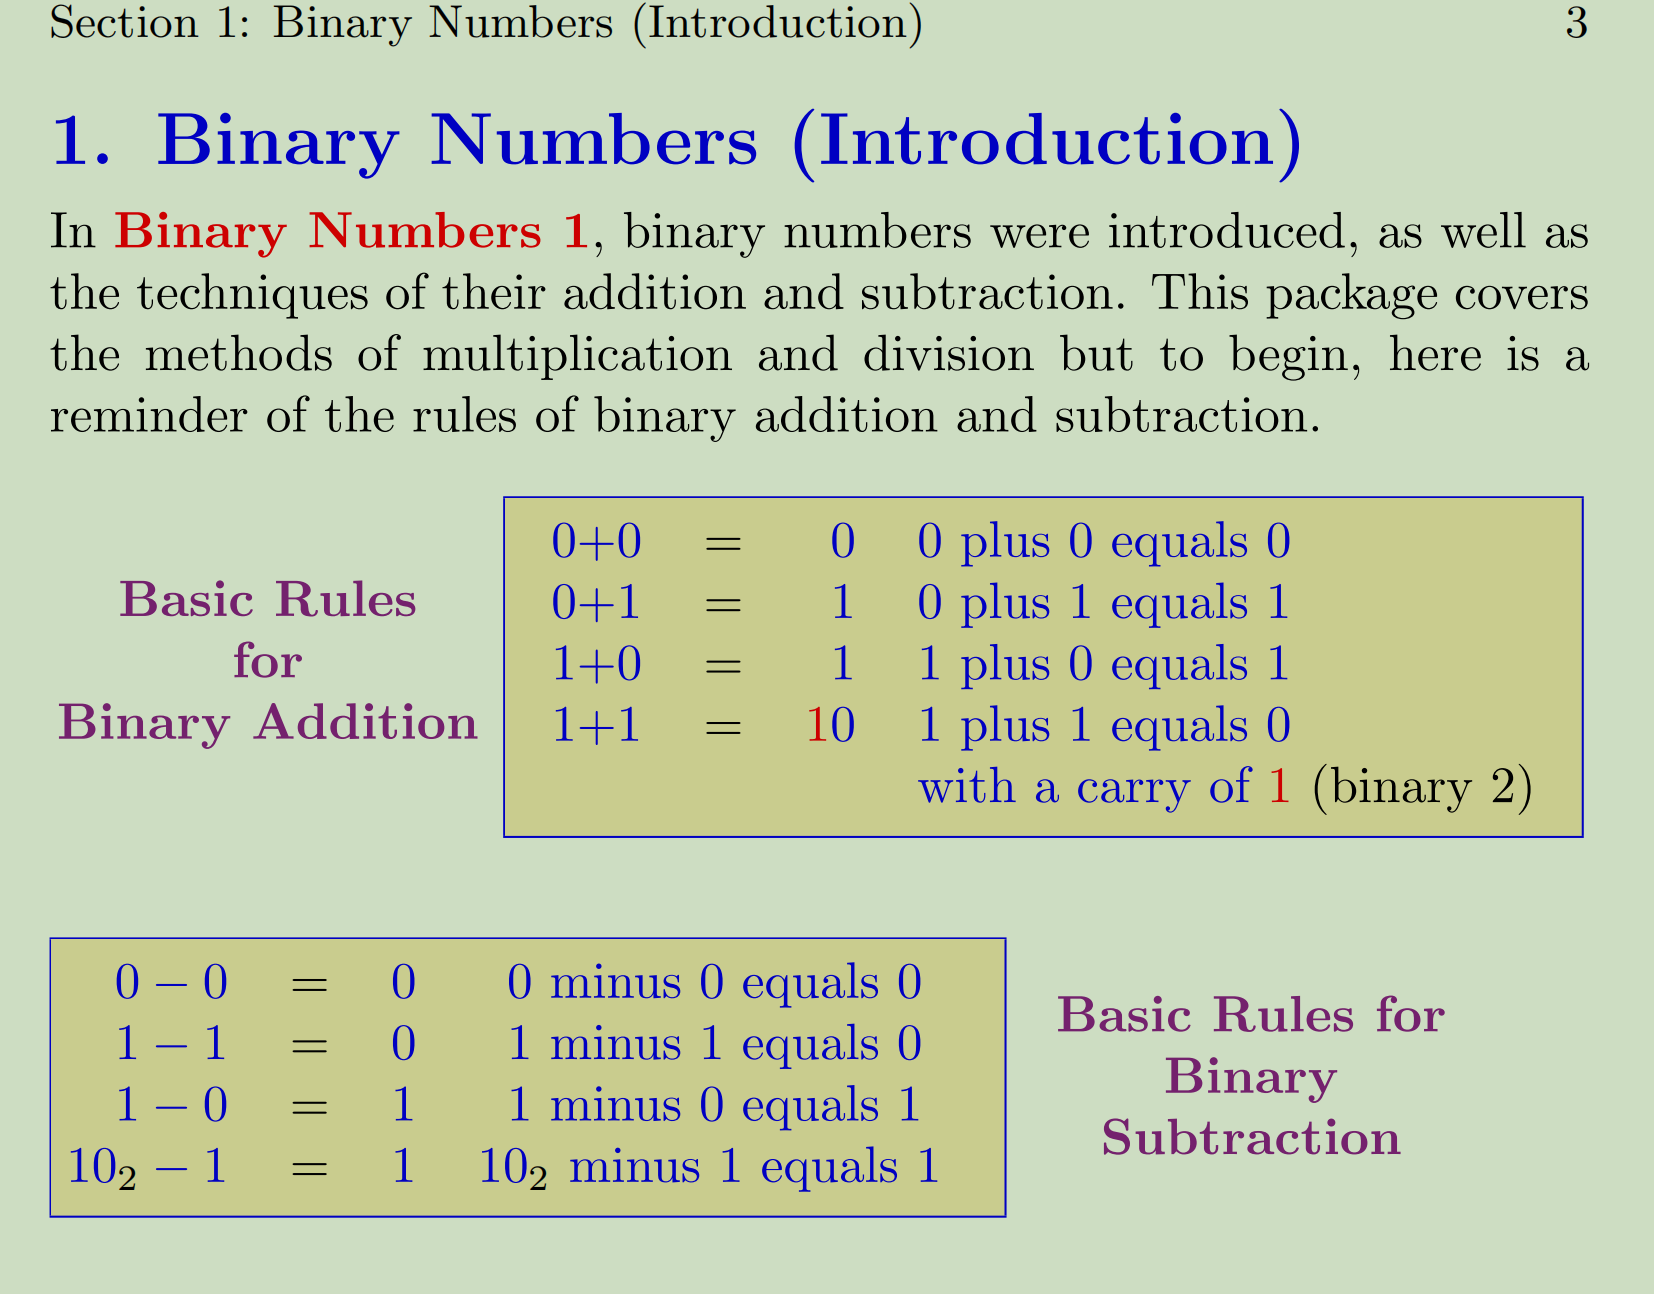 Section 1: Binary Numbers (Introduction) 3
1. Binary Numbers (Introduction)
In Binary Numbers 1, binary numbers were introduced, as well as
the techniques of their addition and subtraction. This package covers
the methods of multiplication and division but to begin, here is a
reminder of the rules of binary addition and subtraction.
Basic Rules
for
Binary Addition
0+0 = 0 0 plus 0 equals 0
0+1 = 1 0 plus 1 equals 1
1+0 = 1 1 plus 0 equals 1
1+1 = 10 1 plus 1 equals 0
with a carry of 1 (binary 2)
0 − 0 = 0 0 minus 0 equals 0
1 − 1 = 0 1 minus 1 equals 0
1 − 0 = 1 1 minus 0 equals 1
10₂ − 1 = 1 10₂ minus 1 equals 1
Basic Rules for
Binary
Subtraction